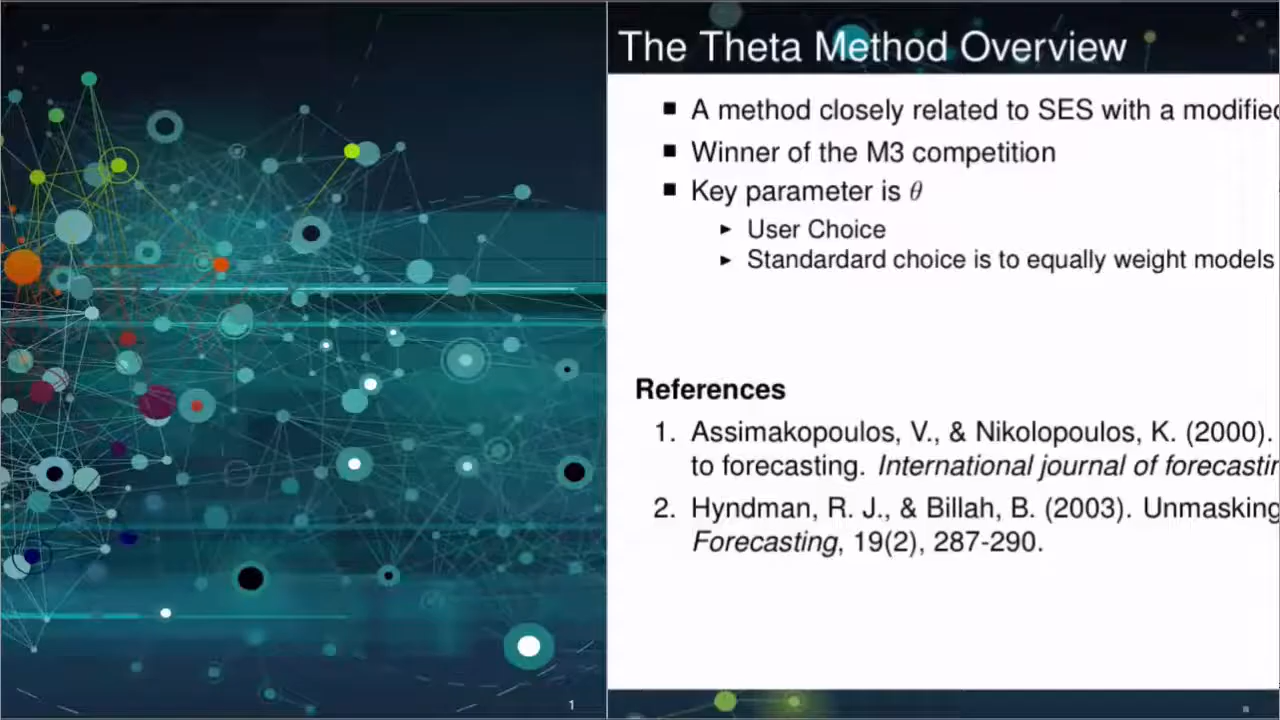 The Theta Method Overview
A method closely related to SES with a modified
Winner of the M3 competition
Key parameter is θ
User Choice
Standardard choice is to equally weight models
References
1. Assimakopoulos, V., & Nikolopoulos, K. (2000).
to forecasting. International journal of forecastin
2. Hyndman, R. J., & Billah, B. (2003). Unmasking
Forecasting, 19(2), 287-290.
1